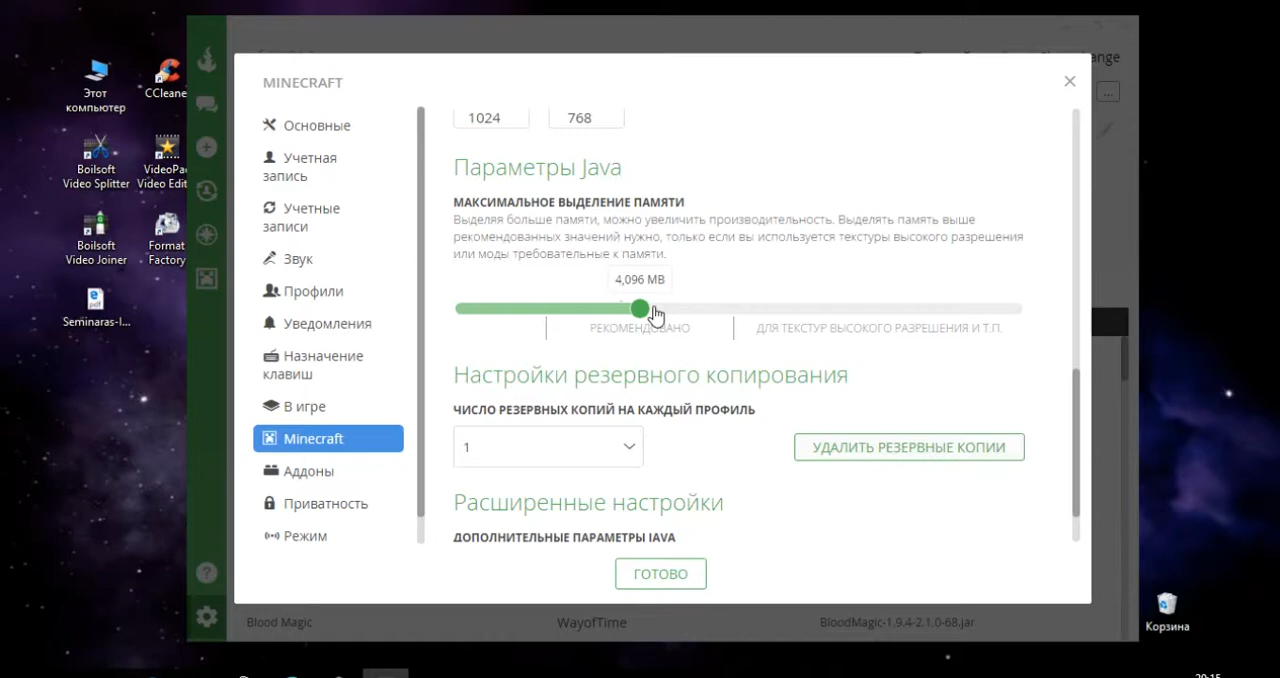 Этот
компьютер
CCleane
Boilsoft
Video Splitter
VideoPa
Video Edit
Boilsoft
Video Joiner
Format
Factory
Seminaras-I...
Корзина
ange
...
MINECRAFT
Основные
Учетная
запись
Учетные
записи
Звук
Профили
Уведомления
Назначение
клавиш
В игре
Minecraft
Аддоны
Приватность
Режим
1024
768
Параметры Java
МАКСИМАЛЬНОЕ ВЫДЕЛЕНИЕ ПАМЯТИ
Выделяя больше памяти, можно увеличить производительность. Выделять память выше
рекомендованных значений нужно, только если вы используется текстуры высокого разрешения
или моды требовательные к памяти.
4,096 MB
РЕКОМЕНДОВАНО
ДЛЯ ТЕКСТУР ВЫСОКОГО РАЗРЕШЕНИЯ И Т.П.
Настройки резервного копирования
ЧИСЛО РЕЗЕРВНЫХ КОПИЙ НА КАЖДЫЙ ПРОФИЛЬ
1
УДАЛИТЬ РЕЗЕРВНЫЕ КОПИИ
Расширенные настройки
ДОПОЛНИТЕЛЬНЫЕ ПАРАМЕТРЫ JAVA
ГОТОВО
Blood Magic
WayofTime
BloodMagic-1.9.4-2.1.0-68.jar
20:15